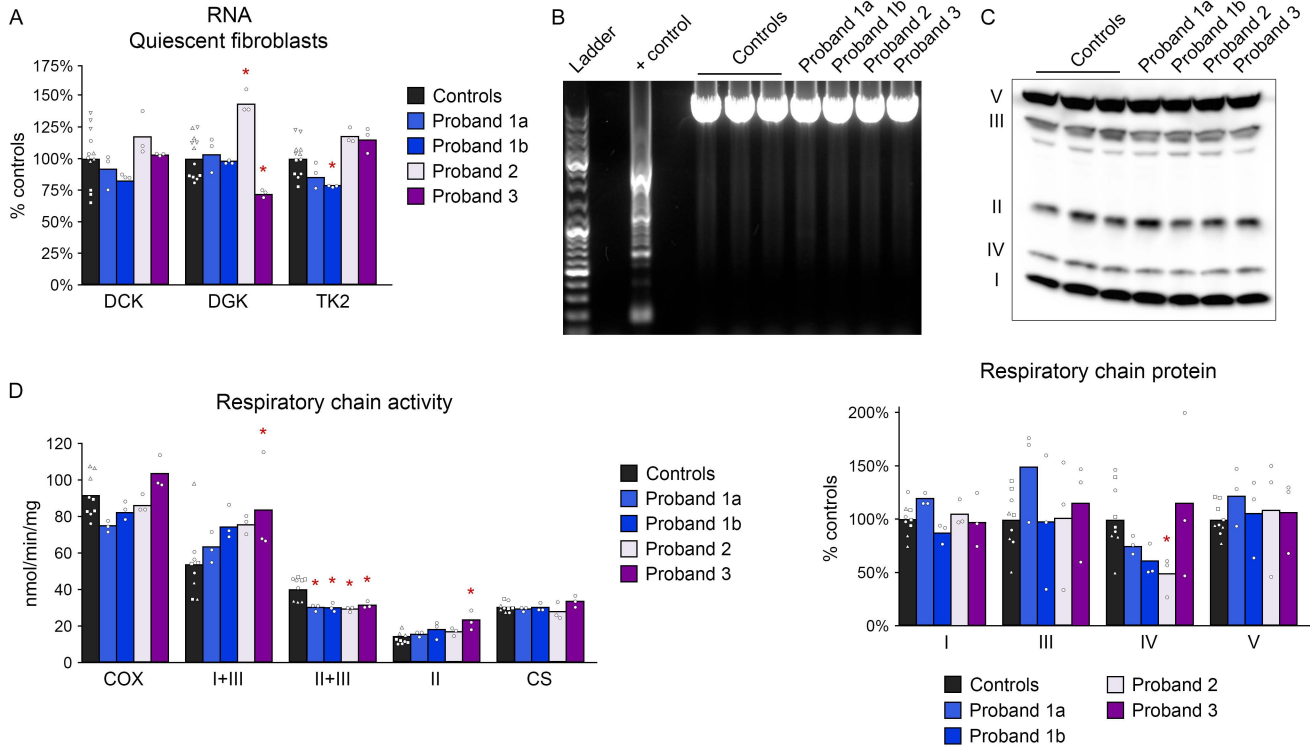 A
RNA
Quiescent fibroblasts
175%
150%
125%
100%
75%
50%
25%
0%
% controls
DCK
DGK
TK2
*
*
*
Controls
Proband 1a
Proband 1b
Proband 2
Proband 3
B
Ladder
+ control
Controls
Proband 1a
Proband 1b
Proband 2
Proband 3
C
Controls
Proband 1a
Proband 1b
Proband 2
Proband 3
V
III
II
IV
I
D
Respiratory chain activity
120
100
80
60
40
20
0
nmol/min/mg
COX
I+III
II+III
II
CS
*
*
*
*
*
*
Controls
Proband 1a
Proband 1b
Proband 2
Proband 3
Respiratory chain protein
200%
150%
100%
50%
0%
% controls
*
I
III
IV
V
Controls
Proband 1a
Proband 1b
Proband 2
Proband 3